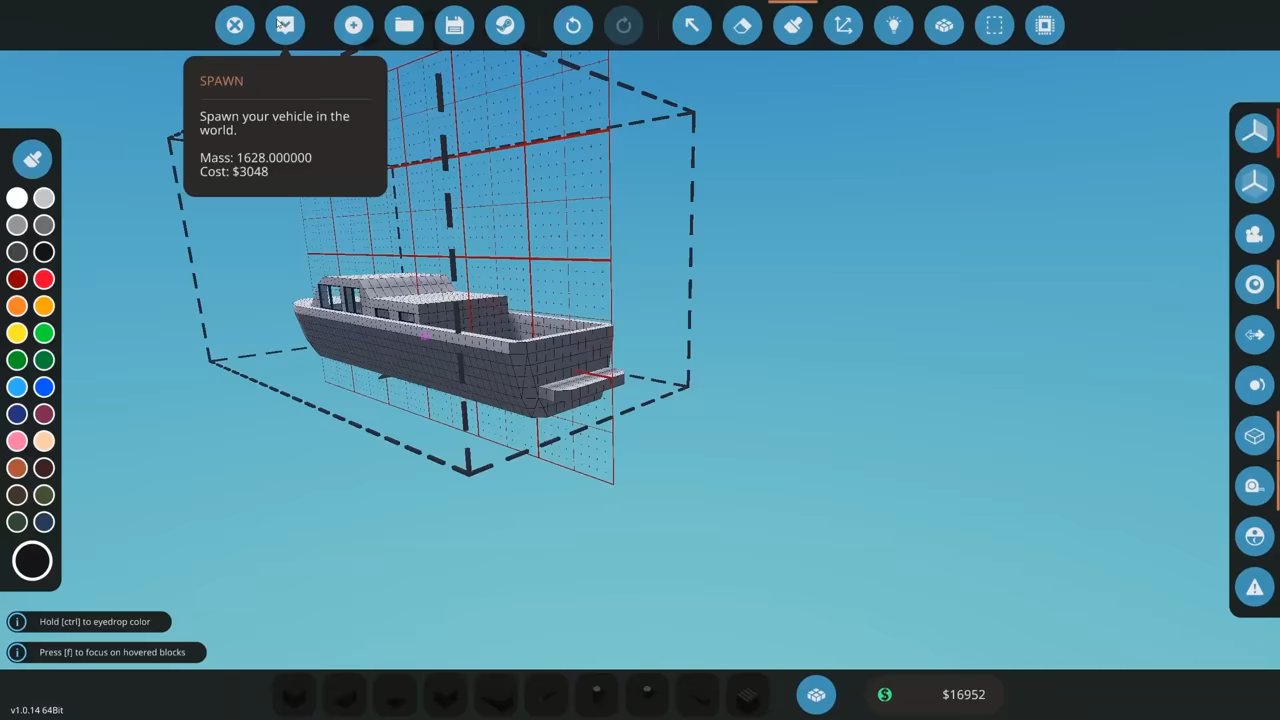 SPAWN
Spawn your vehicle in the
world.
Mass: 1628.000000
Cost: $3048
Hold [ctrl] to eyedrop color
Press [f] to focus on hovered blocks
$16952
v1.0.14 64Bit